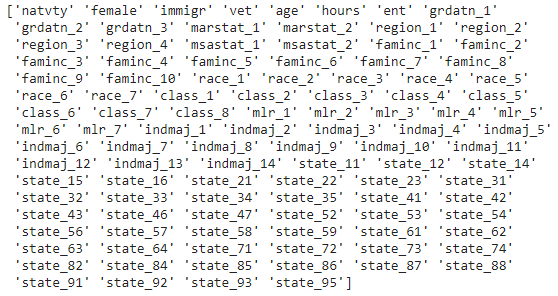 ['natvty' 'female' 'immigr' 'vet' 'age' 'hours' 'ent' 'grdatn_1'
'grdatn_2' 'grdatn_3' 'marstat_1' 'marstat_2' 'region_1' 'region_2'
'region_3' 'region_4' 'msastat_1' 'msastat_2' 'faminc_1' 'faminc_2'
'faminc_3' 'faminc_4' 'faminc_5' 'faminc_6' 'faminc_7' 'faminc_8'
'faminc_9' 'faminc_10' 'race_1' 'race_2' 'race_3' 'race_4' 'race_5'
'race_6' 'race_7' 'class_1' 'class_2' 'class_3' 'class_4' 'class_5'
'class_6' 'class_7' 'class_8' 'mlr_1' 'mlr_2' 'mlr_3' 'mlr_4' 'mlr_5'
'mlr_6' 'mlr_7' 'indmaj_1' 'indmaj_2' 'indmaj_3' 'indmaj_4' 'indmaj_5'
'indmaj_6' 'indmaj_7' 'indmaj_8' 'indmaj_9' 'indmaj_10' 'indmaj_11'
'indmaj_12' 'indmaj_13' 'indmaj_14' 'state_11' 'state_12' 'state_14'
'state_15' 'state_16' 'state_21' 'state_22' 'state_23' 'state_31'
'state_32' 'state_33' 'state_34' 'state_35' 'state_41' 'state_42'
'state_43' 'state_46' 'state_47' 'state_52' 'state_53' 'state_54'
'state_56' 'state_57' 'state_58' 'state_59' 'state_61' 'state_62'
'state_63' 'state_64' 'state_71' 'state_72' 'state_73' 'state_74'
'state_82' 'state_84' 'state_85' 'state_86' 'state_87' 'state_88'
'state_91' 'state_92' 'state_93' 'state_95']